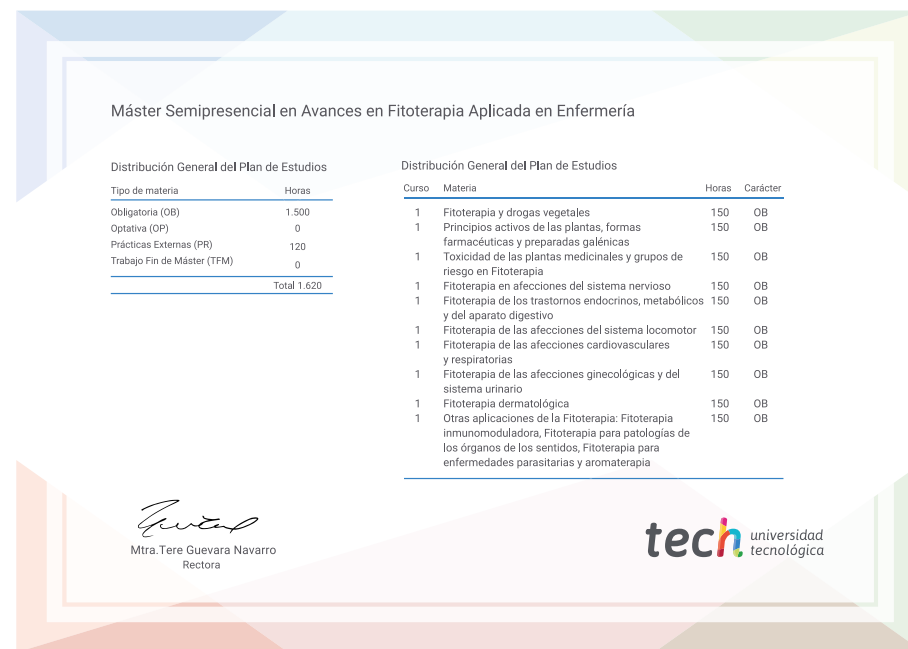 Máster Semipresencial en Avances en Fitoterapia Aplicada en Enfermería
Distribución General del Plan de Estudios
Tipo de materia Horas
Obligatoria (OB) 1.500
Optativa (OP) 0
Prácticas Externas (PR) 120
Trabajo Fin de Máster (TFM) 0
Total 1.620
Distribución General del Plan de Estudios
Curso Materia Horas Carácter
1 Fitoterapia y drogas vegetales 150 OB
1 Principios activos de las plantas, formas 150 OB
farmacéuticas y preparadas galénicas
1 Toxicidad de las plantas medicinales y grupos de 150 OB
riesgo en Fitoterapia
1 Fitoterapia en afecciones del sistema nervioso 150 OB
1 Fitoterapia de los trastornos endocrinos, metabólicos 150 OB
y del aparato digestivo
1 Fitoterapia de las afecciones del sistema locomotor 150 OB
1 Fitoterapia de las afecciones cardiovasculares 150 OB
y respiratorias
1 Fitoterapia de las afecciones ginecológicas y del 150 OB
sistema urinario
1 Fitoterapia dermatológica 150 OB
1 Otras aplicaciones de la Fitoterapia: Fitoterapia 150 OB
inmunomoduladora, Fitoterapia para patologías de
los órganos de los sentidos, Fitoterapia para
enfermedades parasitarias y aromaterapia
Mtra.Tere Guevara Navarro
Rectora
tech universidad
tecnológica